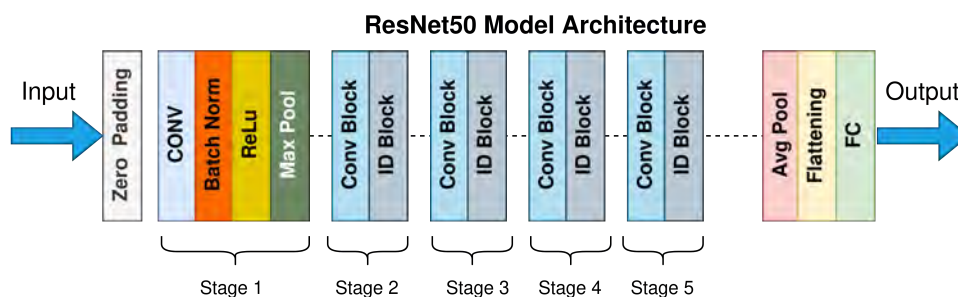 ResNet50 Model Architecture
Input
Zero Padding
CONV
Batch Norm
ReLu
Max Pool
Conv Block
ID Block
Conv Block
ID Block
Conv Block
ID Block
Conv Block
ID Block
Avg Pool
Flattening
FC
Output
Stage 1
Stage 2
Stage 3
Stage 4
Stage 5